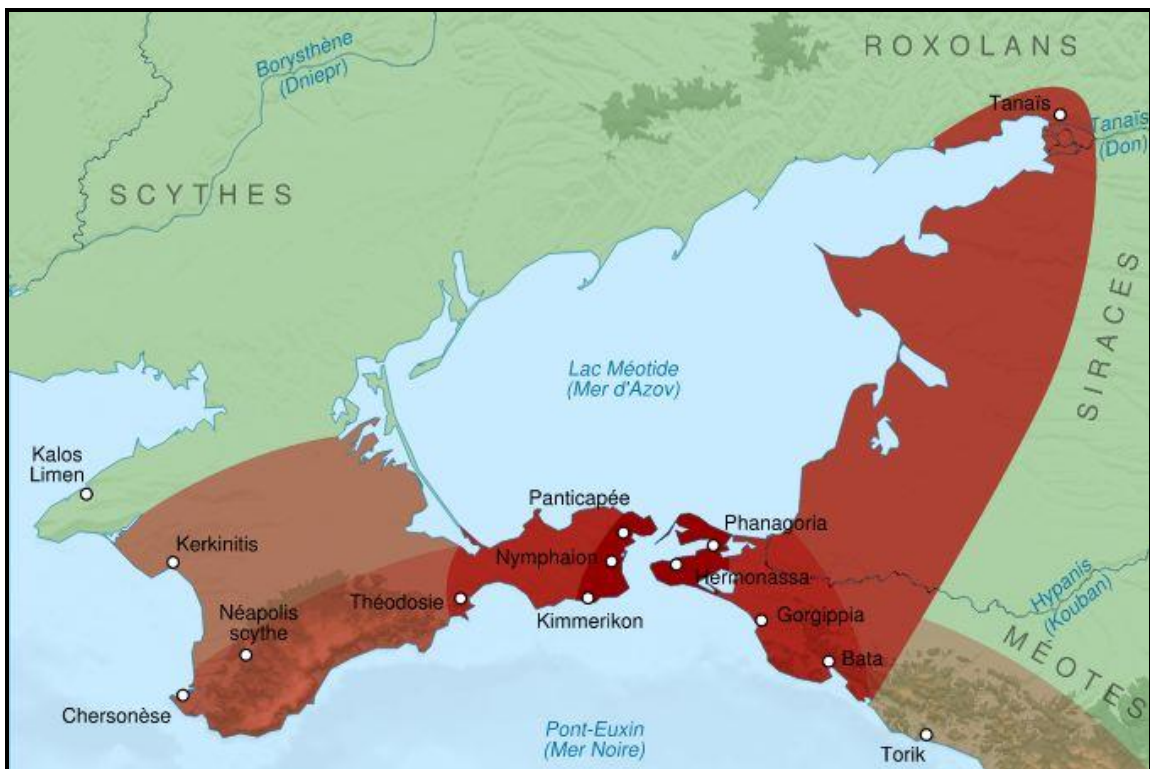 ROXOLANS
Borysthène
(Dniepr)
Tanaïs
Tanaïs
(Don)
SCYTHES
SIRACES
Lac Méotide
(Mer d'Azov)
Kalos
Limen
Panticapée
Phanagoria
Kerkinitis
Nymphaion
Hermonassa
Hypanis
(Kouban)
Théodosie
Néapolis
scythe
Kimmerikon
Gorgippia
MÉOTES
Bata
Chersonèse
Pont-Euxin
(Mer Noire)
Torik